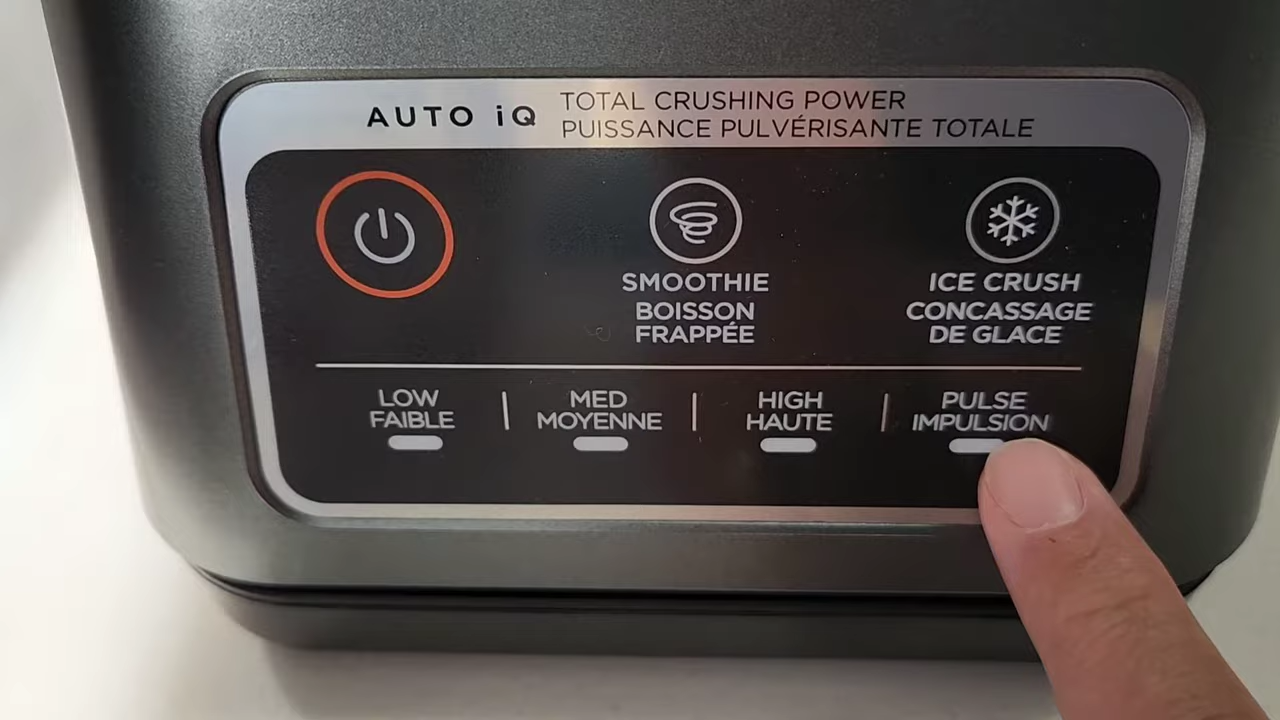 AUTO iQ
TOTAL CRUSHING POWER
PUISSANCE PULVÉRISANTE TOTALE
SMOOTHIE
BOISSON
FRAPPÉE
ICE CRUSH
CONCASSAGE
DE GLACE
LOW
FAIBLE
MED
MOYENNE
HIGH
HAUTE
PULSE
IMPULSION